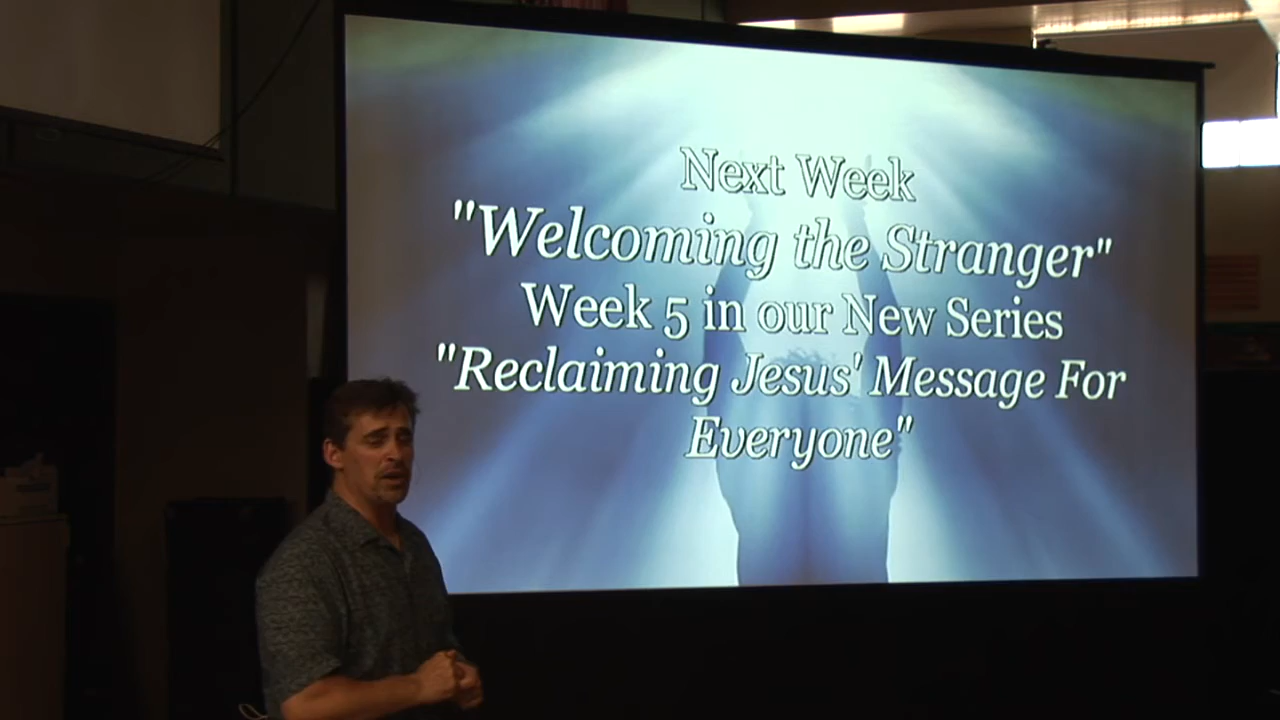 Next Week
"Welcoming the Stranger"
Week 5 in our New Series
"Reclaiming Jesus' Message For
Everyone"